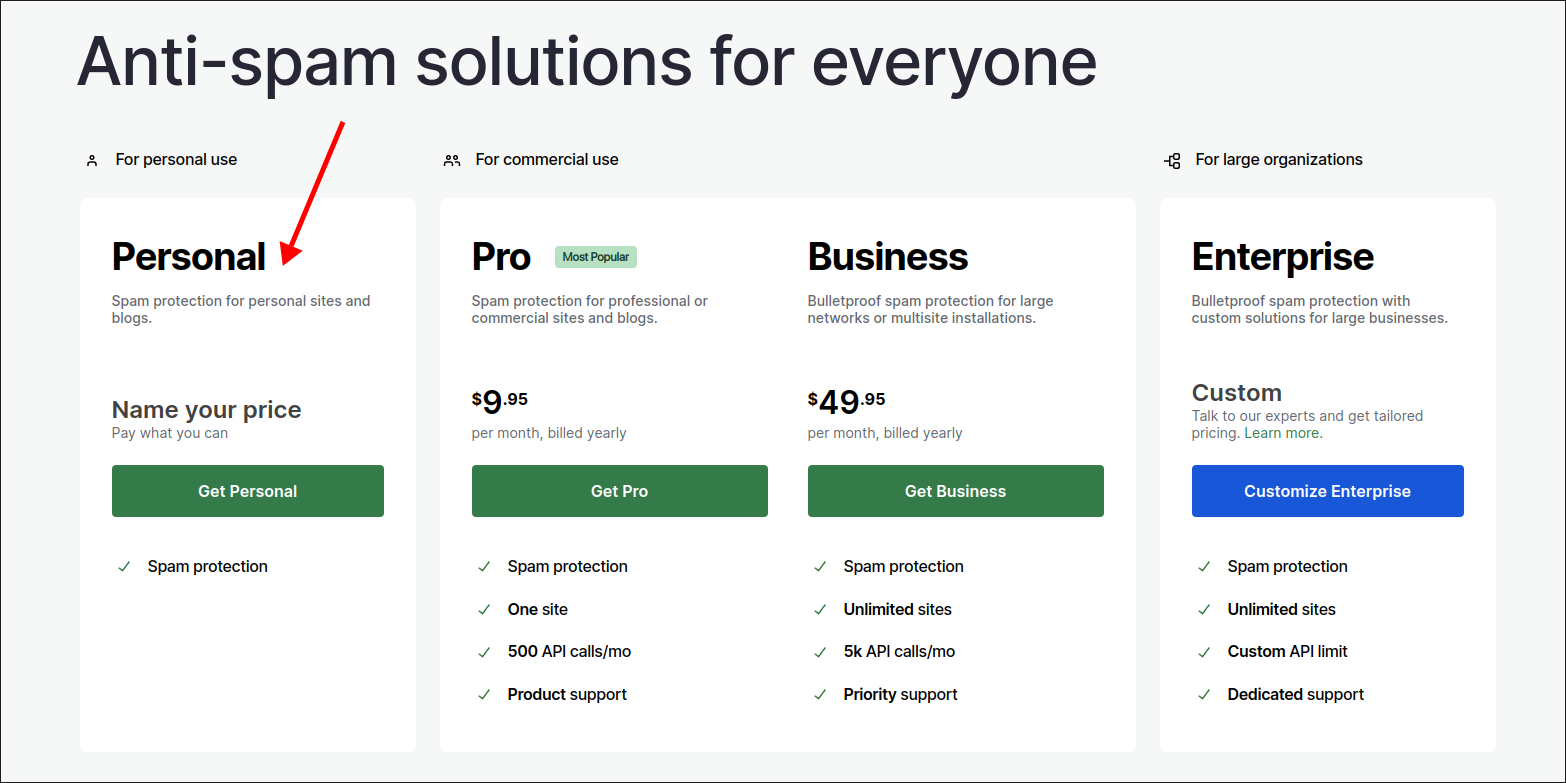 Anti-spam solutions for everyone
For personal use
Personal
Spam protection for personal sites and
blogs.
Name your price
Pay what you can
Get Personal
Spam protection
For commercial use
Pro
Most Popular
Spam protection for professional or
commercial sites and blogs.
$9.95
per month, billed yearly
Get Pro
Spam protection
One site
500 API calls/mo
Product support
Business
Bulletproof spam protection for large
networks or multisite installations.
$49.95
per month, billed yearly
Get Business
Spam protection
Unlimited sites
5k API calls/mo
Priority support
For large organizations
Enterprise
Bulletproof spam protection with
custom solutions for large businesses.
Custom
Talk to our experts and get tailored
pricing. Learn more.
Customize Enterprise
Spam protection
Unlimited sites
Custom API limit
Dedicated support